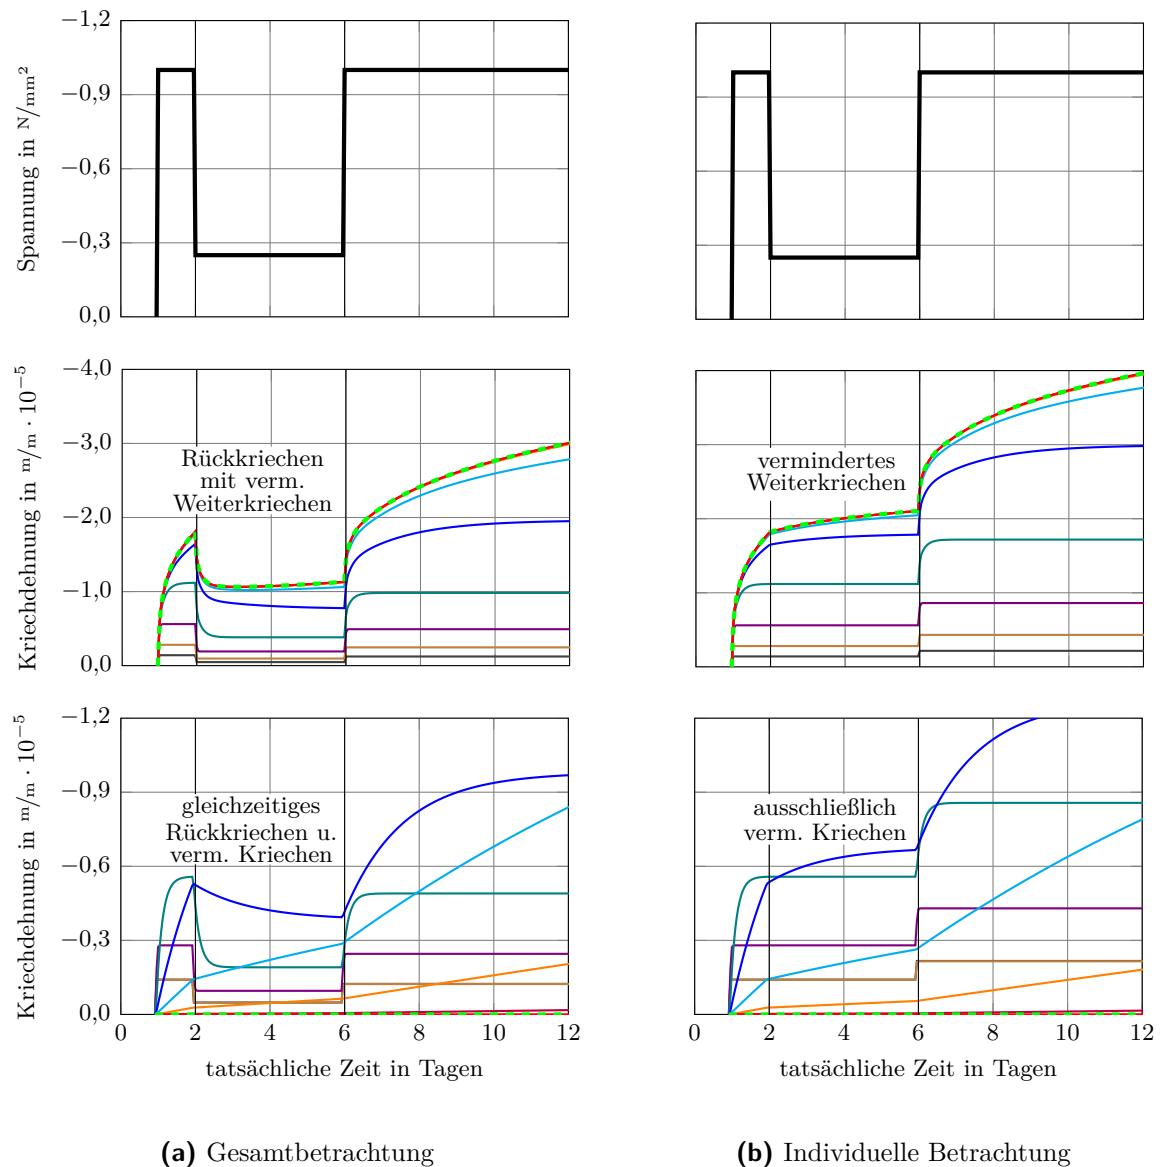 −1,2
−0,9
−0,6
−0,3
0,0
Spannung in N/mm²
−4,0
−3,0
−2,0
−1,0
0,0
Kriechdehnung in m/m · 10⁻⁵
Rückkriechen
mit verm.
Weiterkriechen
vermindertes
Weiterkriechen
−1,2
−0,9
−0,6
−0,3
0,0
Kriechdehnung in m/m · 10⁻⁵
gleichzeitiges
Rückkriechen u.
verm. Kriechen
ausschließlich
verm. Kriechen
0 2 4 6 8 10 12
0 2 4 6 8 10 12
tatsächliche Zeit in Tagen
tatsächliche Zeit in Tagen
(a) Gesamtbetrachtung
(b) Individuelle Betrachtung